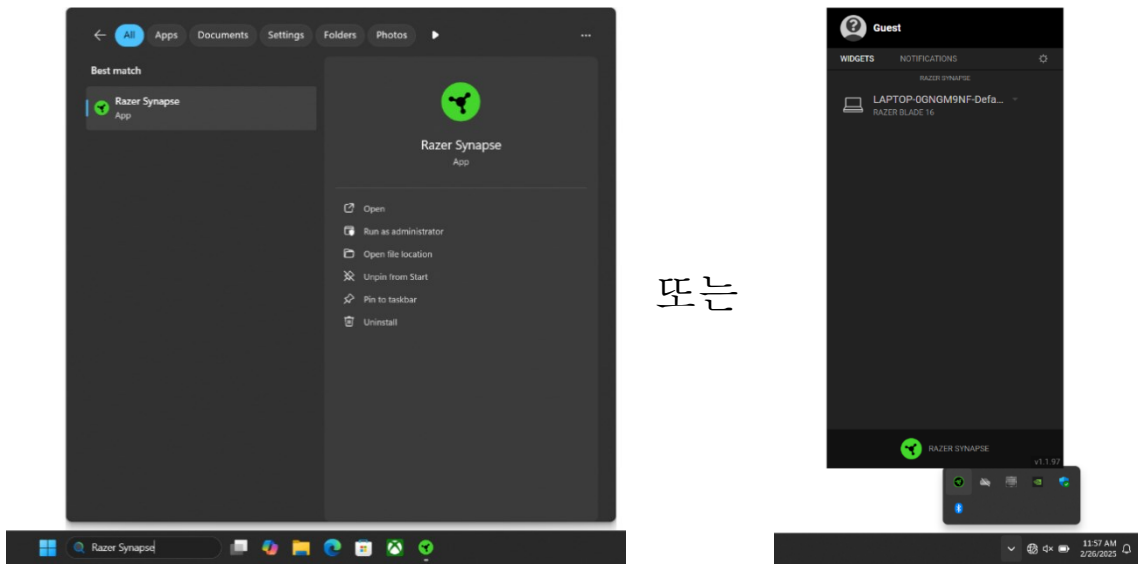 All Apps Documents Settings Folders Photos
Best match
Razer Synapse
App
Razer Synapse
App
Open
Run as administrator
Open file location
Unpin from Start
Pin to taskbar
Uninstall
Razer Synapse
또는
Guest
WIDGETS NOTIFICATIONS
RAZER SYNAPSE
LAPTOP-0GNGM9NF-Defa...
RAZER BLADE 16
RAZER SYNAPSE
v1.1.97
11:57 AM
2/26/2025